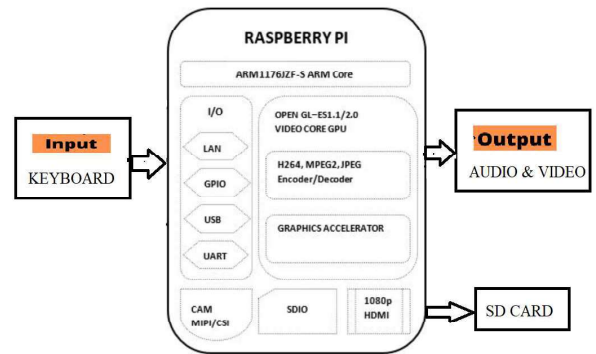 RASPBERRY PI
ARM1176JZF-S ARM Core
Input
KEYBOARD
I/O
LAN
GPIO
USB
UART
OPEN GL–ES1.1/2.0
VIDEO CORE GPU
H264, MPEG2, JPEG
Encoder/Decoder
GRAPHICS ACCELERATOR
CAM
MIPI/CSI
SDIO
1080p
HDMI
Output
AUDIO & VIDEO
SD CARD